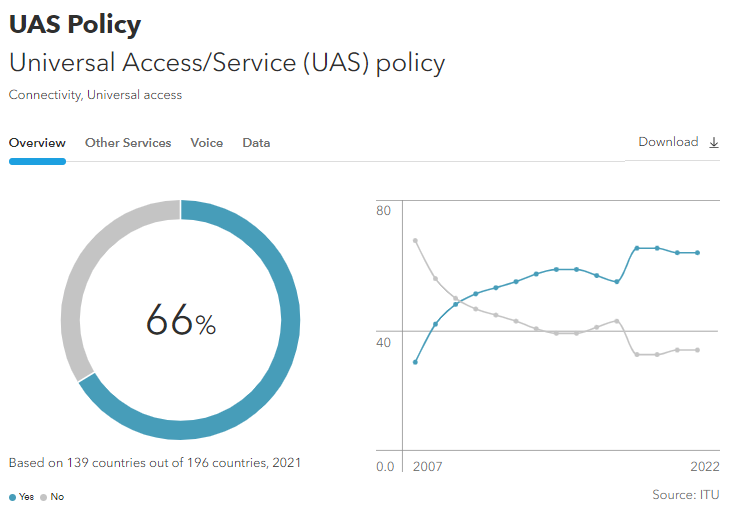 UAS Policy
Universal Access/Service (UAS) policy
Connectivity, Universal access
Overview Other Services Voice Data Download
66%
Based on 139 countries out of 196 countries, 2021
Yes No
80
40
0.0 2007 2022
Source: ITU